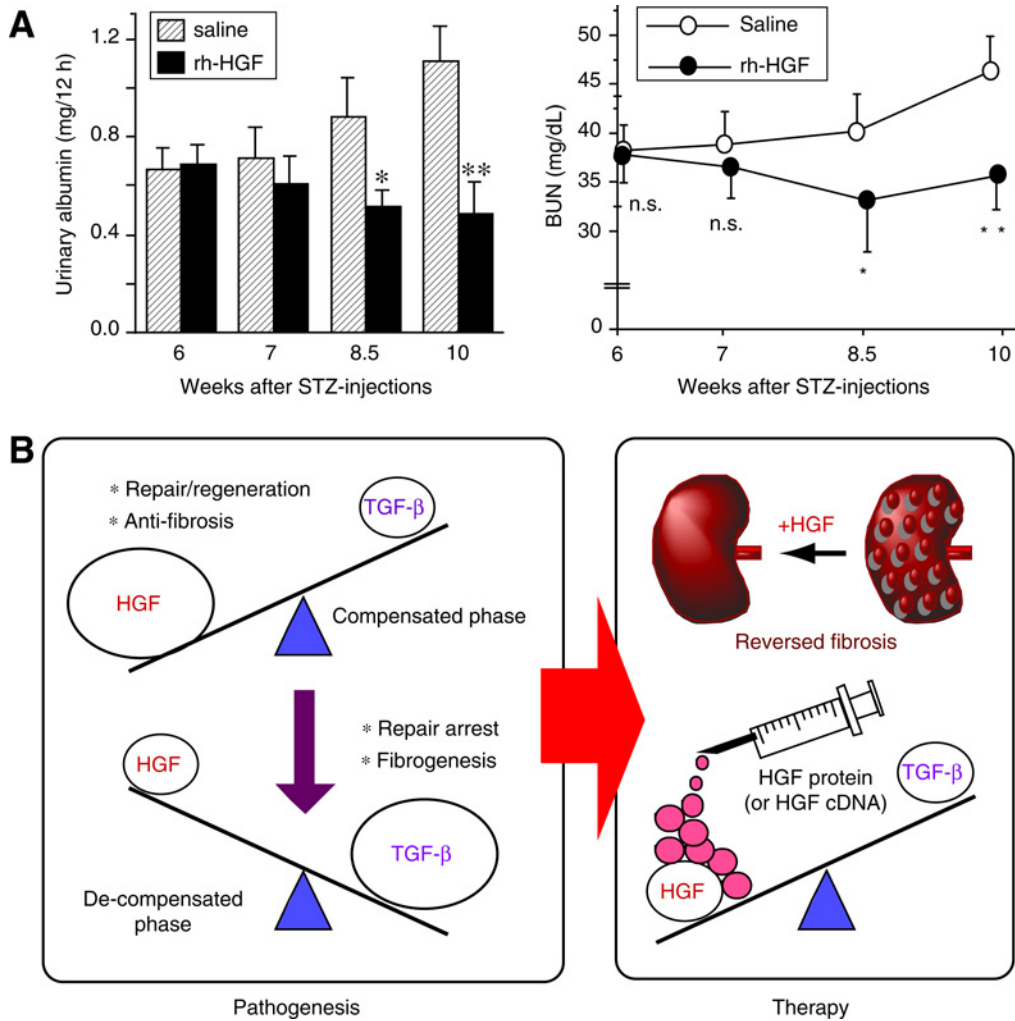 A
saline
rh-HGF
Urinary albumin (mg/12 h)
1.2
0.8
0.4
0.0
*
**
6 7 8.5 10
Weeks after STZ-injections
Saline
rh-HGF
BUN (mg/dL)
50
45
40
35
30
0
n.s.
n.s.
*
* *
6 7 8.5 10
Weeks after STZ-injections
B
* Repair/regeneration
* Anti-fibrosis
TGF-β
HGF
Compensated phase
* Repair arrest
* Fibrogenesis
HGF
TGF-β
De-compensated
phase
Pathogenesis
+HGF
Reversed fibrosis
HGF protein
(or HGF cDNA)
TGF-β
HGF
Therapy